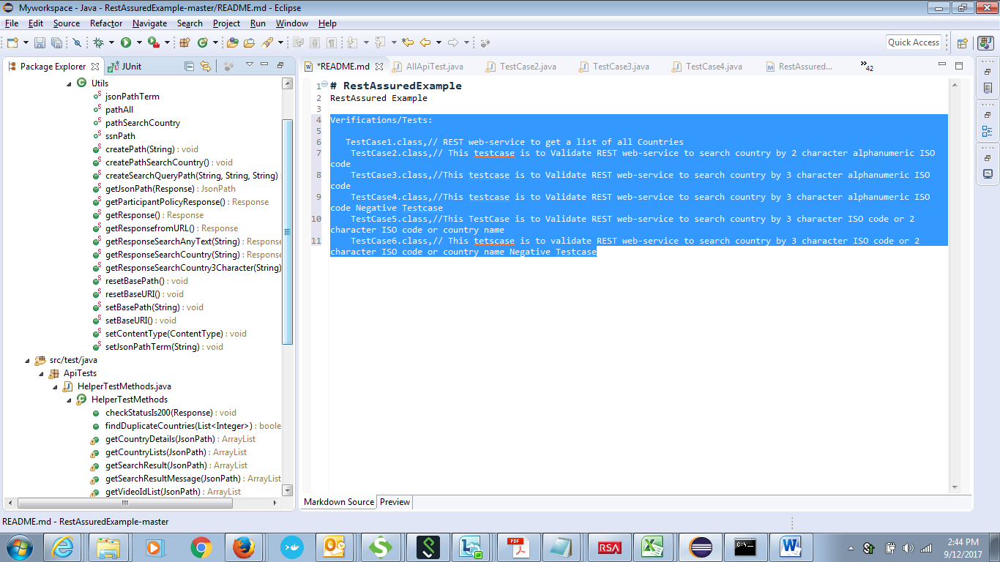 Myworkspace - Java - RestAssuredExample-master/README.md - Eclipse
File Edit Source Refactor Navigate Search Project Run Window Help
Quick Access
Package Explorer
JUnit
Utils
jsonPathTerm
pathAll
pathSearchCountry
ssnPath
createPath(String) : void
createPathSearchCountry() : void
createSearchQueryPath(String, String, String) :
getJsonPath(Response) : JsonPath
getParticipantPolicyResponse() : Response
getResponse() : Response
getResponsefromURL() : Response
getResponseSearchAnyText(String) : Response
getResponseSearchCountry(String) : Response
getResponseSearchCountry3Character(String)
resetBasePath() : void
resetBaseURI() : void
setBasePath(String) : void
setBaseURI() : void
setContentType(ContentType) : void
setJsonPathTerm(String) : void
src/test/java
ApiTests
HelperTestMethods.java
HelperTestMethods
checkStatusIs200(Response) : void
findDuplicateCountries(List<Integer>) : boole
getCountryDetails(JsonPath) : ArrayList
getCountryLists(JsonPath) : ArrayList
getSearchResult(JsonPath) : ArrayList
getSearchResultMessage(JsonPath) : ArrayList
getVideoIdList(JsonPath) : ArrayList
*README.md AllApiTest.java TestCase2.java TestCase3.java TestCase4.java RestAssured... »42
1 # RestAssuredExample
2 RestAssured Example
3
4 Verifications/Tests:
5
6 TestCase1.class,// REST web-service to get a list of all Countries
7 TestCase2.class,// This testcase is to Validate REST web-service to search country by 2 character alphanumeric ISO
code
8 TestCase3.class,//This testcase is to Validate REST web-service to search country by 3 character alphanumeric ISO
code
9 TestCase4.class,//This testcase is to Validate REST web-service to search country by 3 character alphanumeric ISO
code Negative Testcase
10 TestCase5.class,//This TestCase is to Validate REST web-service to search country by 3 character ISO code or 2
character ISO code or country name
11 TestCase6.class,// This tetscase is to validate REST web-service to search country by 3 character ISO code or 2
character ISO code or country name Negative Testcase
Markdown Source Preview
README.md - RestAssuredExample-master
PDF
RSA
2:44 PM
9/12/2017